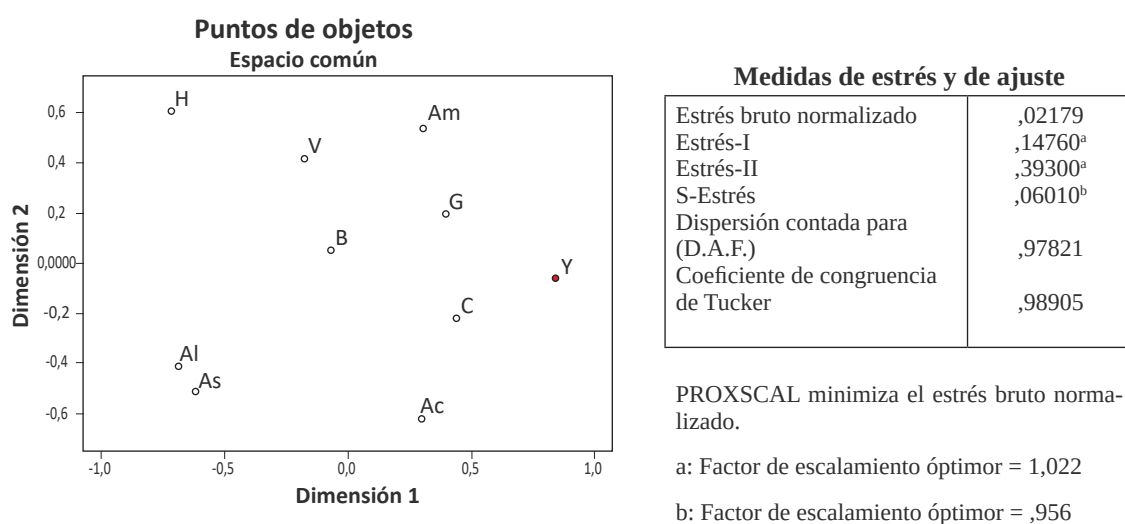 Puntos de objetos
Espacio común
Dimensión 2
0,6
0,4
0,2
0,0000
-0,2
-0,4
-0,6
H
Am
V
G
B
Y
C
Al
As
Ac
-1,0 -0,5 0,0 0,5 1,0
Dimensión 1
Medidas de estrés y de ajuste
Estrés bruto normalizado ,02179
Estrés-I ,14760a
Estrés-II ,39300a
S-Estrés ,06010b
Dispersión contada para
(D.A.F.) ,97821
Coeficiente de congruencia
de Tucker ,98905
PROXSCAL minimiza el estrés bruto norma-
lizado.
a: Factor de escalamiento óptimor = 1,022
b: Factor de escalamiento óptimor = ,956